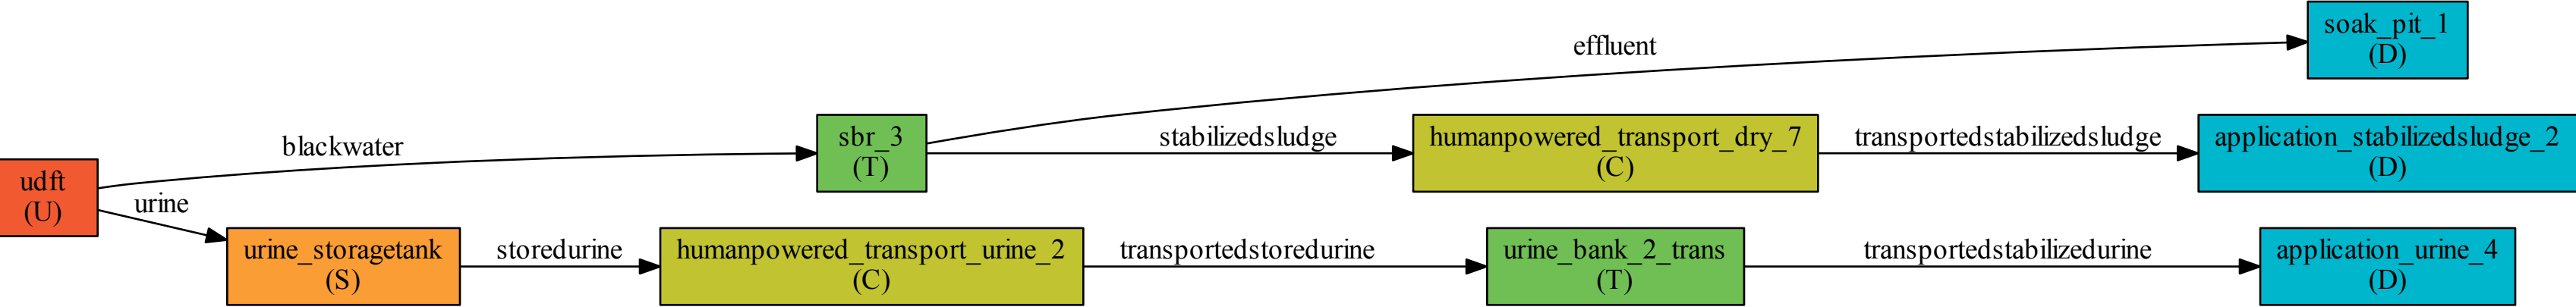 soak_pit_1
(D)
effluent
blackwater
sbr_3
(T)
stabilizedsludge
humanpowered_transport_dry_7
(C)
transportedstabilizedsludge
application_stabilizedsludge_2
(D)
udft
(U)
urine
urine_storagetank
(S)
storedurine
humanpowered_transport_urine_2
(C)
transportedstoredurine
urine_bank_2_trans
(T)
transportedstabilizedurine
application_urine_4
(D)